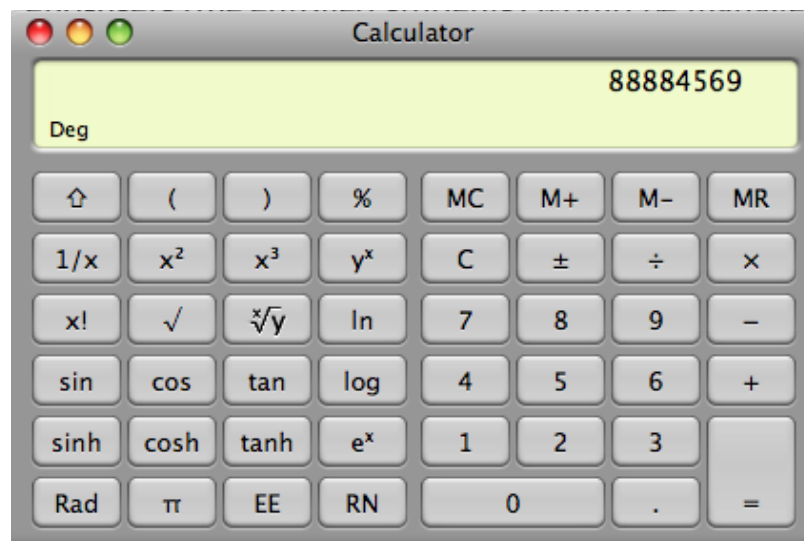 Calculator
88884569
Deg
⇧ ( ) % MC M+ M− MR
1/x x² x³ yˣ C ± ÷ ×
x! √ ˣ√y ln 7 8 9 −
sin cos tan log 4 5 6 +
sinh cosh tanh eˣ 1 2 3
Rad π EE RN 0 . =